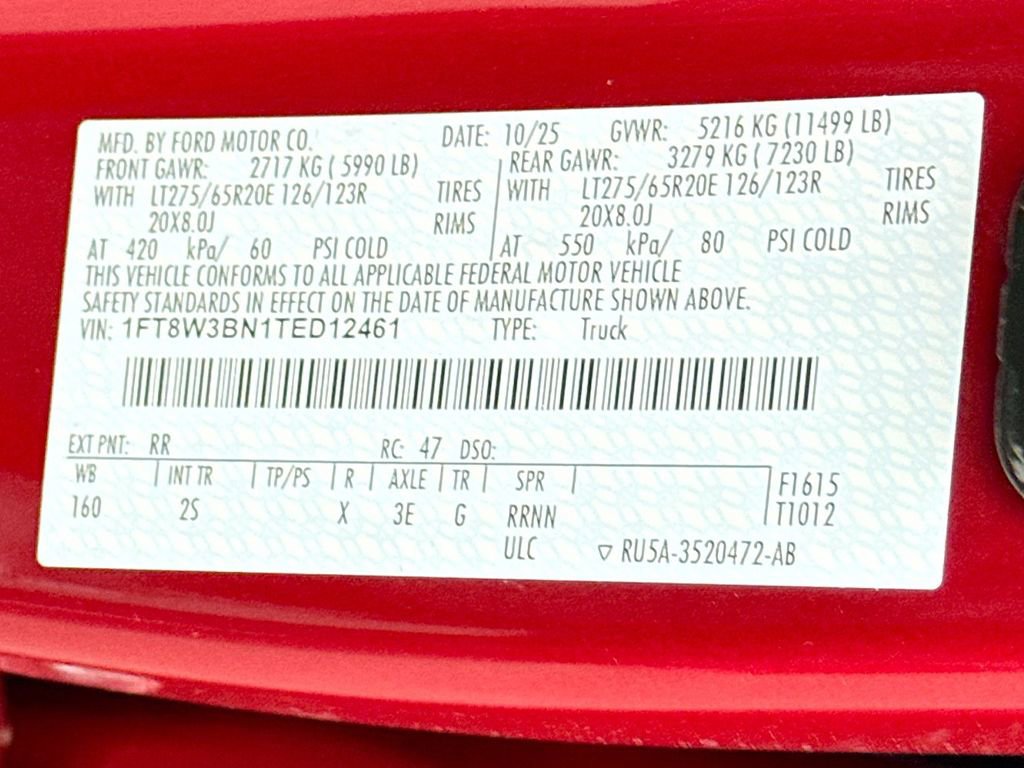 MFD. BY FORD MOTOR CO. DATE: 10/25 GVWR: 5216 KG (11499 LB)
FRONT GAWR: 2717 KG ( 5990 LB) REAR GAWR: 3279 KG ( 7230 LB)
WITH LT275/65R20E 126/123R TIRES WITH LT275/65R20E 126/123R TIRES
20X8.0J RIMS 20X8.0J RIMS
AT 420 kPa/ 60 PSI COLD AT 550 kPa/ 80 PSI COLD
THIS VEHICLE CONFORMS TO ALL APPLICABLE FEDERAL MOTOR VEHICLE
SAFETY STANDARDS IN EFFECT ON THE DATE OF MANUFACTURE SHOWN ABOVE.
VIN: 1FT8W3BN1TED12461 TYPE: Truck
EXT PNT: RR RC: 47 DSO:
WB INT TR TP/PS R AXLE TR SPR F1615
160 2S X 3E G RRNN T1012
ULC RU5A-3520472-AB